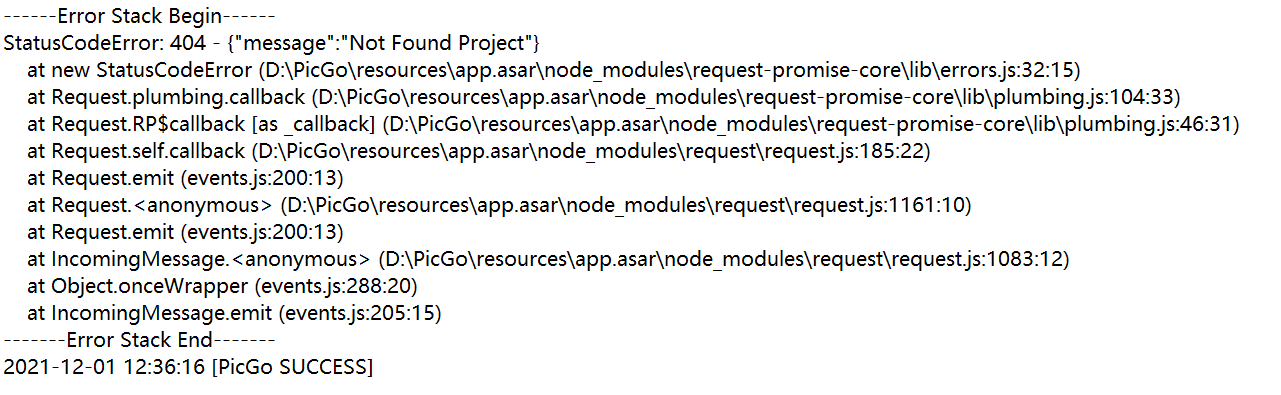 ------Error Stack Begin------
StatusCodeError: 404 - {"message":"Not Found Project"}
at new StatusCodeError (D:\PicGo\resources\app.asar\node_modules\request-promise-core\lib\errors.js:32:15)
at Request.plumbing.callback (D:\PicGo\resources\app.asar\node_modules\request-promise-core\lib\plumbing.js:104:33)
at Request.RP$callback [as _callback] (D:\PicGo\resources\app.asar\node_modules\request-promise-core\lib\plumbing.js:46:31)
at Request.self.callback (D:\PicGo\resources\app.asar\node_modules\request\request.js:185:22)
at Request.emit (events.js:200:13)
at Request.<anonymous> (D:\PicGo\resources\app.asar\node_modules\request\request.js:1161:10)
at Request.emit (events.js:200:13)
at IncomingMessage.<anonymous> (D:\PicGo\resources\app.asar\node_modules\request\request.js:1083:12)
at Object.onceWrapper (events.js:288:20)
at IncomingMessage.emit (events.js:205:15)
-------Error Stack End-------
2021-12-01 12:36:16 [PicGo SUCCESS]